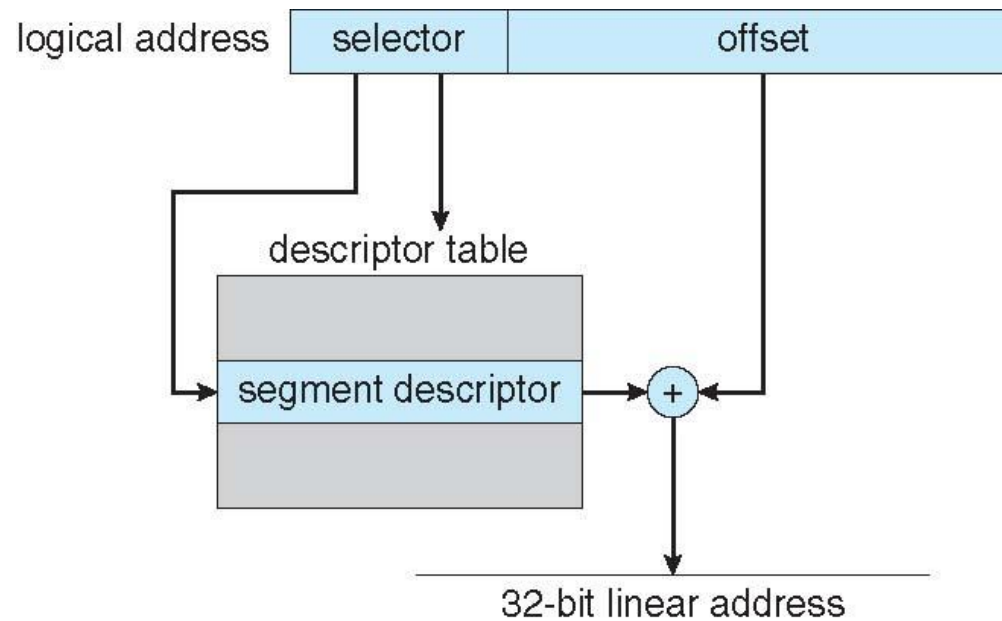 logical address
selector
offset
descriptor table
segment descriptor
+
32-bit linear address